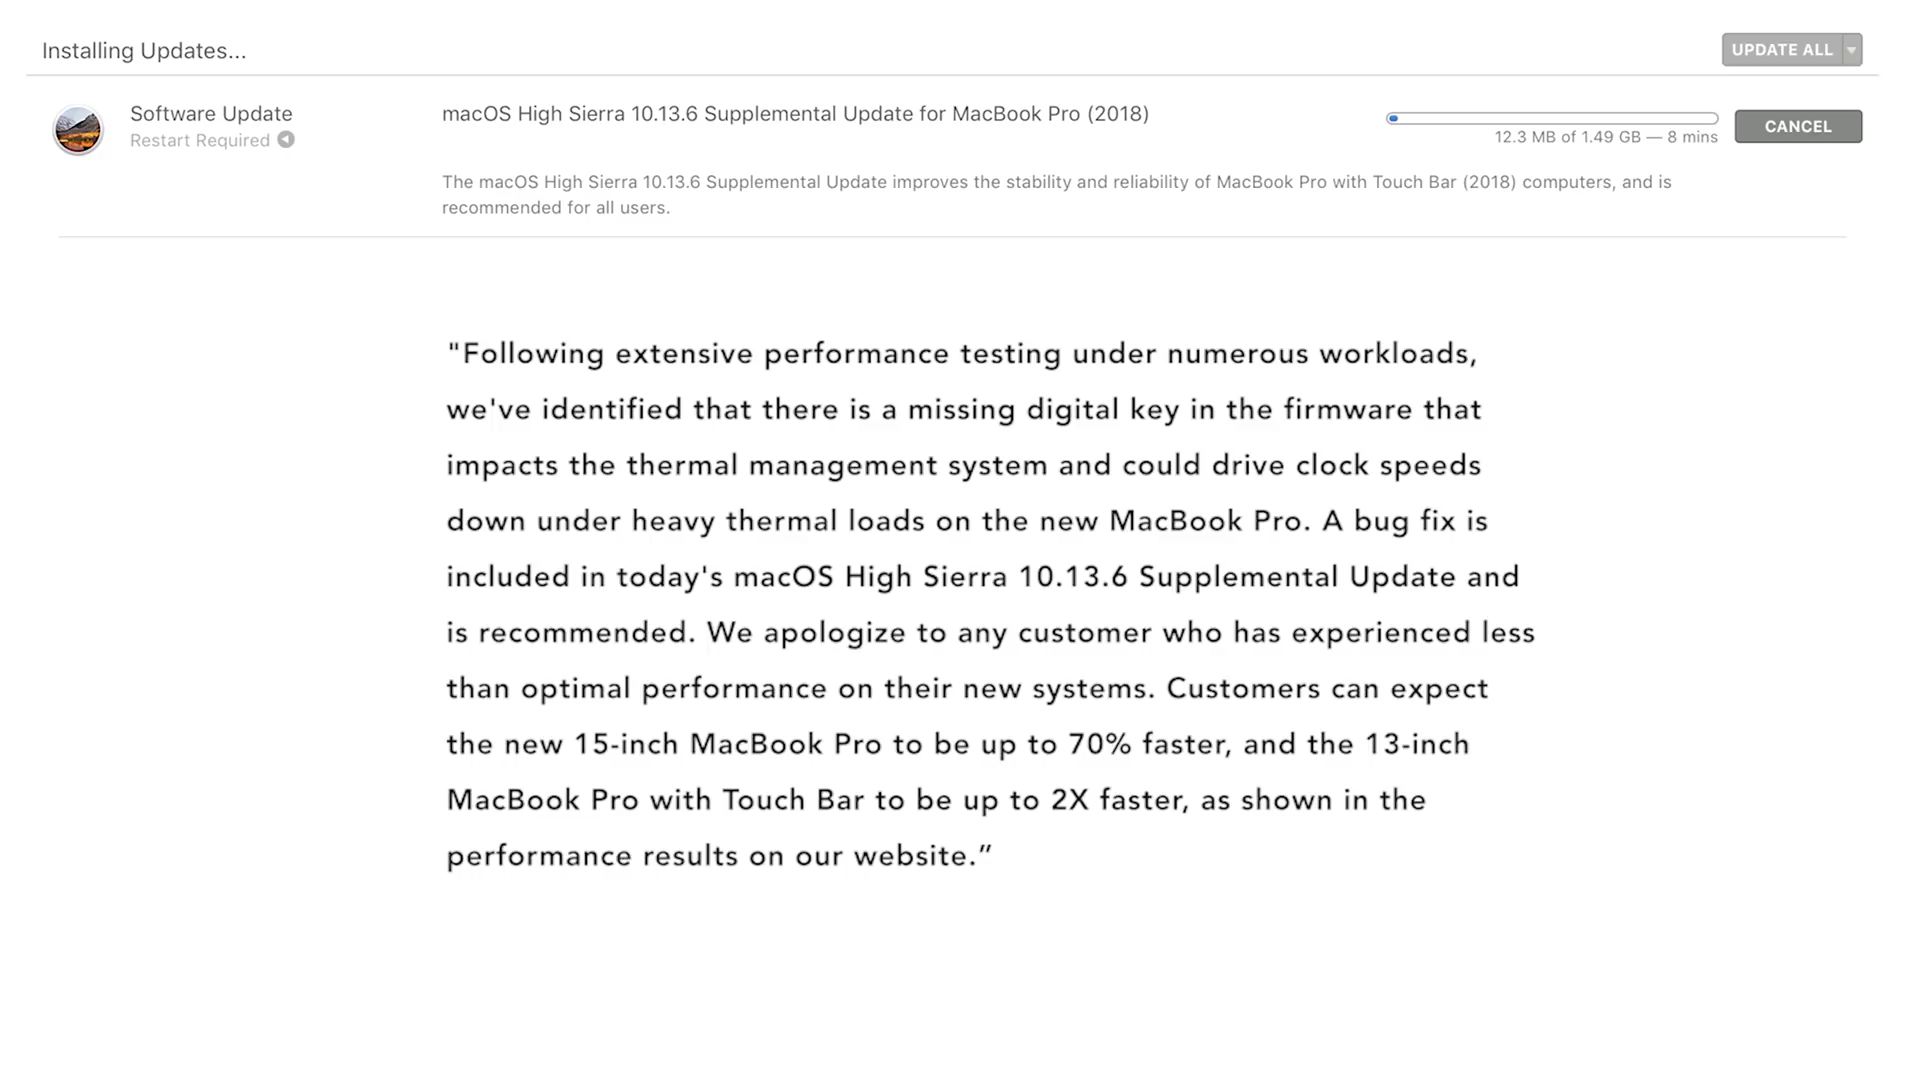 Installing Updates...
UPDATE ALL
Software Update
macOS High Sierra 10.13.6 Supplemental Update for MacBook Pro (2018)
Restart Required
12.3 MB of 1.49 GB — 8 mins
CANCEL
The macOS High Sierra 10.13.6 Supplemental Update improves the stability and reliability of MacBook Pro with Touch Bar (2018) computers, and is
recommended for all users.
"Following extensive performance testing under numerous workloads,
we've identified that there is a missing digital key in the firmware that
impacts the thermal management system and could drive clock speeds
down under heavy thermal loads on the new MacBook Pro. A bug fix is
included in today's macOS High Sierra 10.13.6 Supplemental Update and
is recommended. We apologize to any customer who has experienced less
than optimal performance on their new systems. Customers can expect
the new 15-inch MacBook Pro to be up to 70% faster, and the 13-inch
MacBook Pro with Touch Bar to be up to 2X faster, as shown in the
performance results on our website.”